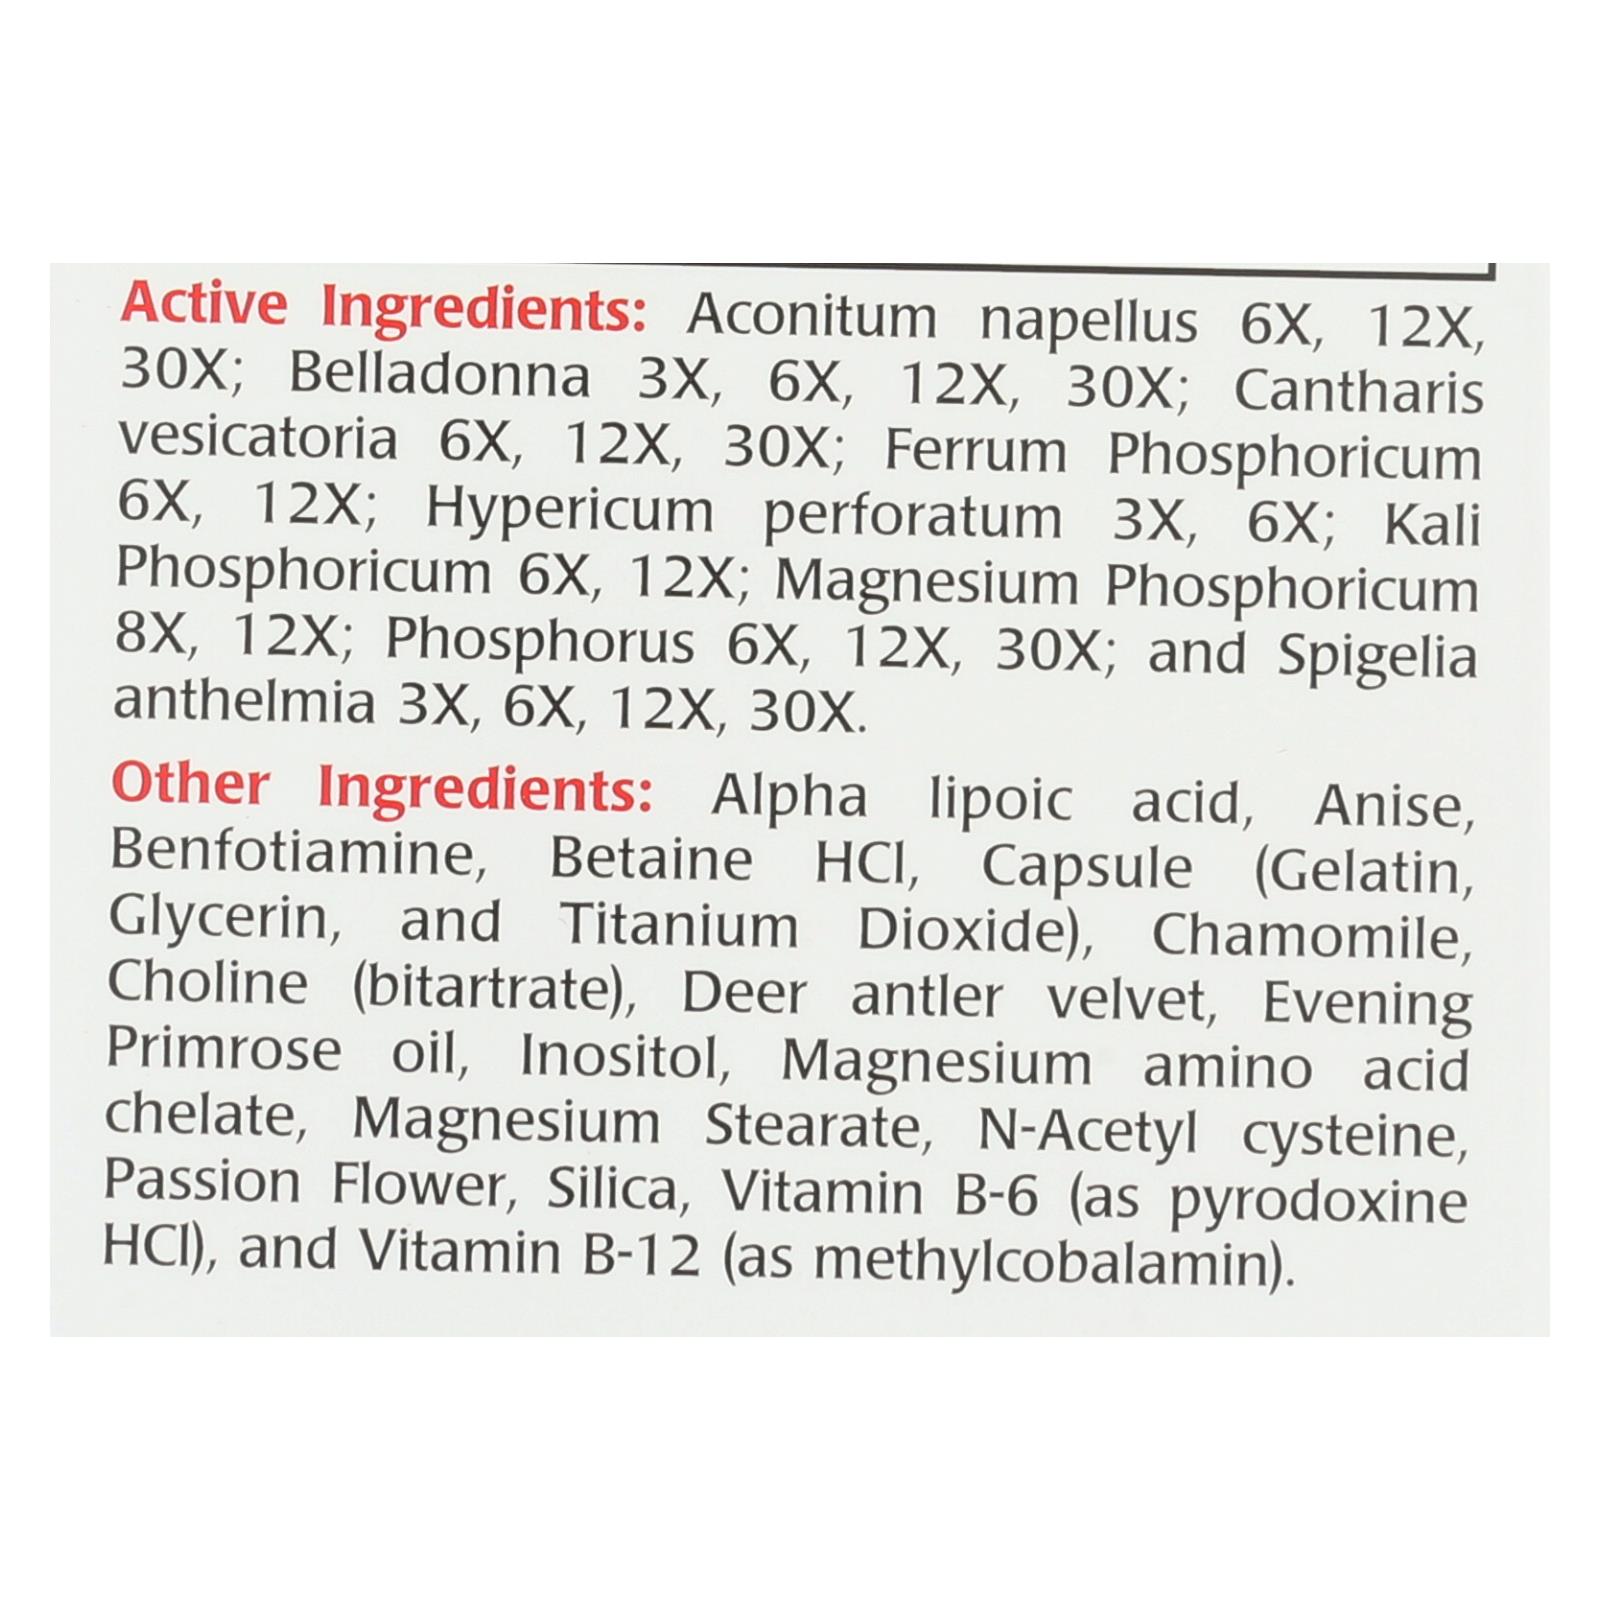 Active Ingredients: Aconitum napellus 6X, 12X,
30X; Belladonna 3X, 6X, 12X, 30X; Cantharis
vesicatoria 6X, 12X, 30X; Ferrum Phosphoricum
6X, 12X; Hypericum perforatum 3X, 6X; Kali
Phosphoricum 6X, 12X; Magnesium Phosphoricum
8X, 12X; Phosphorus 6X, 12X, 30X; and Spigelia
anthelmia 3X, 6X, 12X, 30X.
Other Ingredients: Alpha lipoic acid, Anise,
Benfotiamine, Betaine HCl, Capsule (Gelatin,
Glycerin, and Titanium Dioxide), Chamomile,
Choline (bitartrate), Deer antler velvet, Evening
Primrose oil, Inositol, Magnesium amino acid
chelate, Magnesium Stearate, N-Acetyl cysteine,
Passion Flower, Silica, Vitamin B-6 (as pyrodoxine
HCl), and Vitamin B-12 (as methylcobalamin).